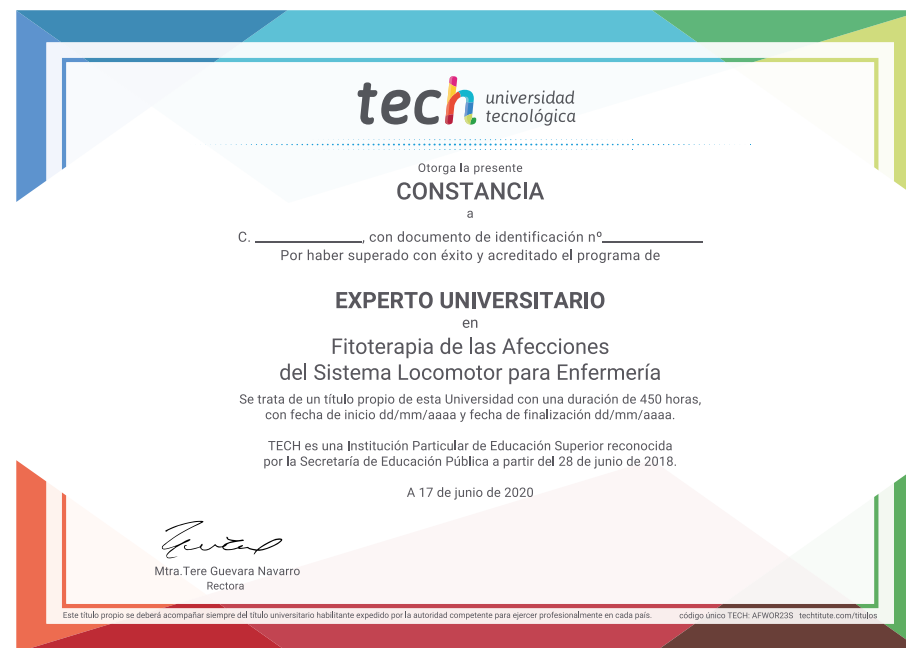 tech universidad
tecnológica
Otorga la presente
CONSTANCIA
a
C. ____________, con documento de identificación nº____________
Por haber superado con éxito y acreditado el programa de
EXPERTO UNIVERSITARIO
en
Fitoterapia de las Afecciones
del Sistema Locomotor para Enfermería
Se trata de un título propio de esta Universidad con una duración de 450 horas,
con fecha de inicio dd/mm/aaaa y fecha de finalización dd/mm/aaaa.
TECH es una Institución Particular de Educación Superior reconocida
por la Secretaría de Educación Pública a partir del 28 de junio de 2018.
A 17 de junio de 2020
Mtra.Tere Guevara Navarro
Rectora
Este título propio se deberá acompañar siempre del título universitario habilitante expedido por la autoridad competente para ejercer profesionalmente en cada país. código único TECH: AFWOR23S techtitute.com/titulos